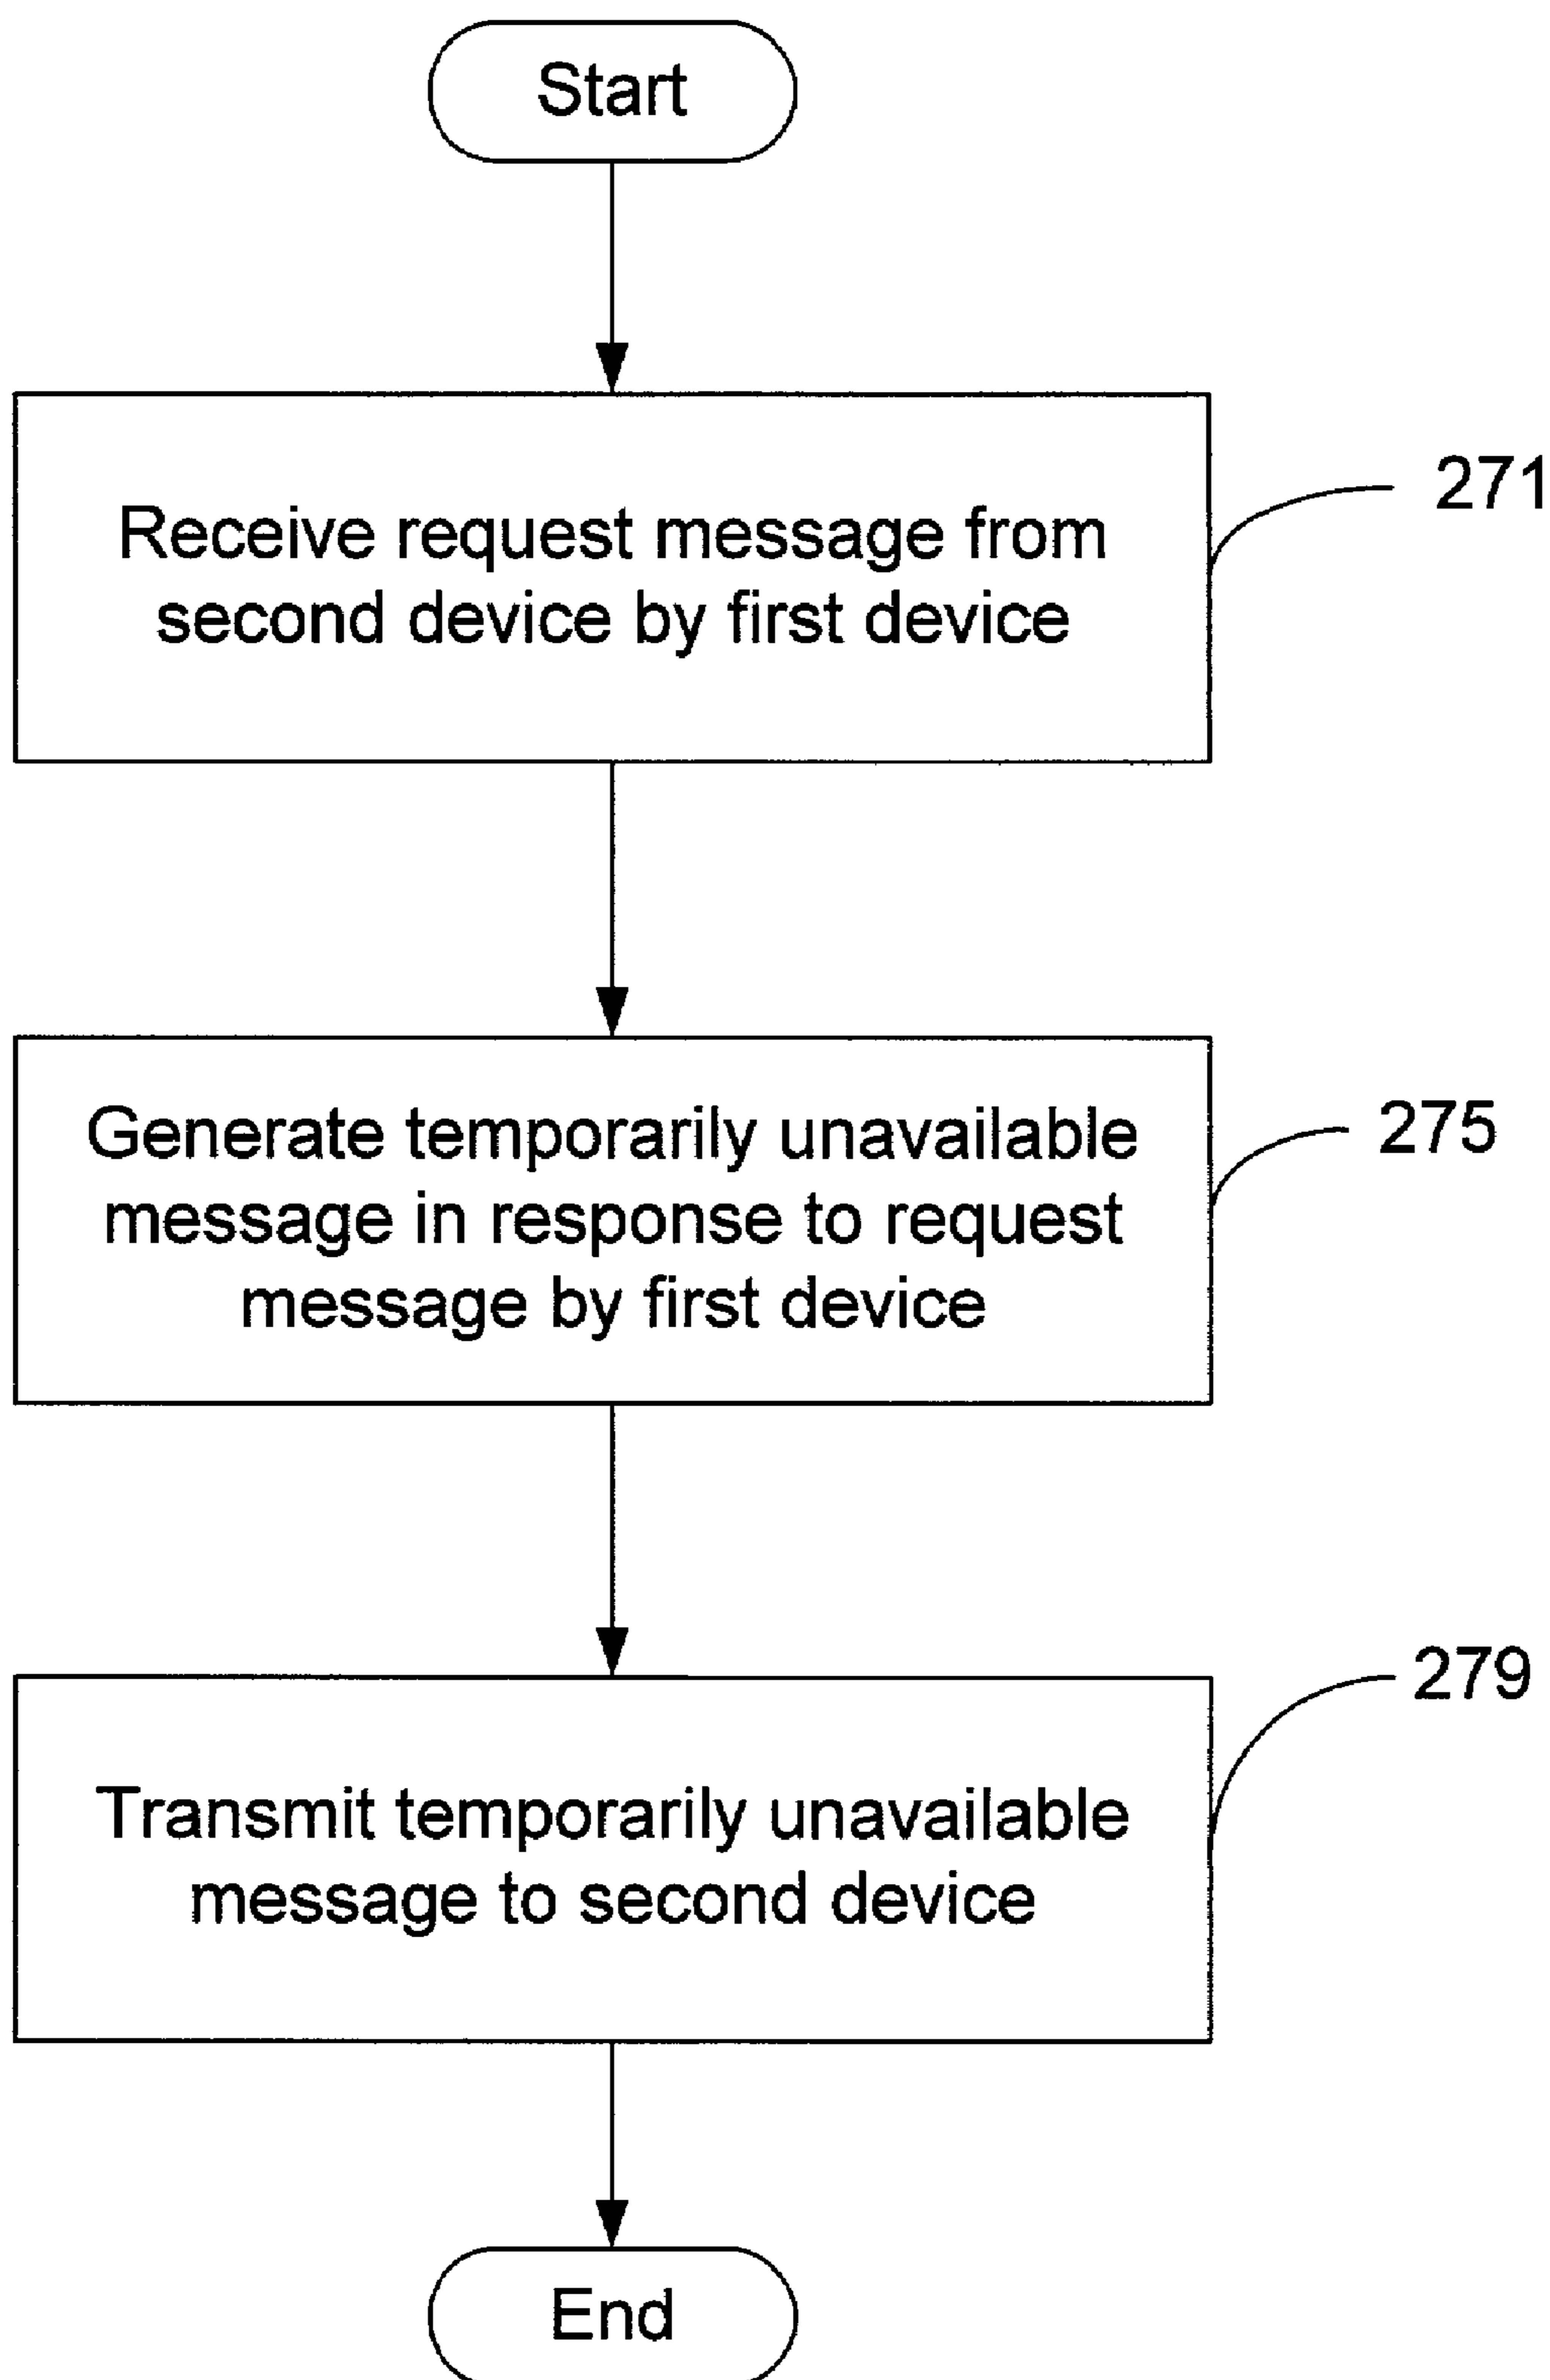 Start
271
Receive request message from
second device by first device
275
Generate temporarily unavailable
message in response to request
message by first device
279
Transmit temporarily unavailable
message to second device
End